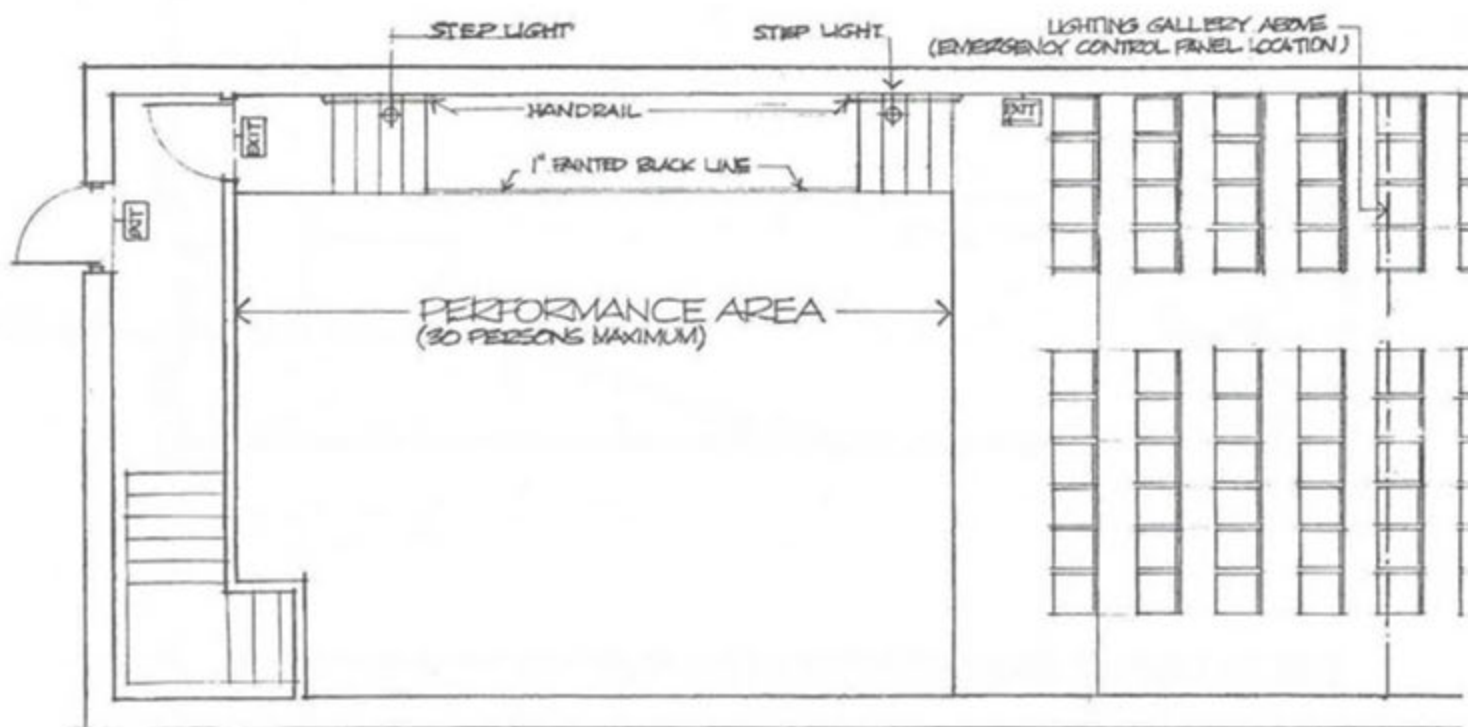 STEP LIGHT
STEP LIGHT
LIGHTING GALLERY ABOVE
(EMERGENCY CONTROL PANEL LOCATION)
HANDRAIL
EXIT
EXIT
1" PAINTED BLACK LINE
EXIT
PERFORMANCE AREA
(30 PERSONS MAXIMUM)